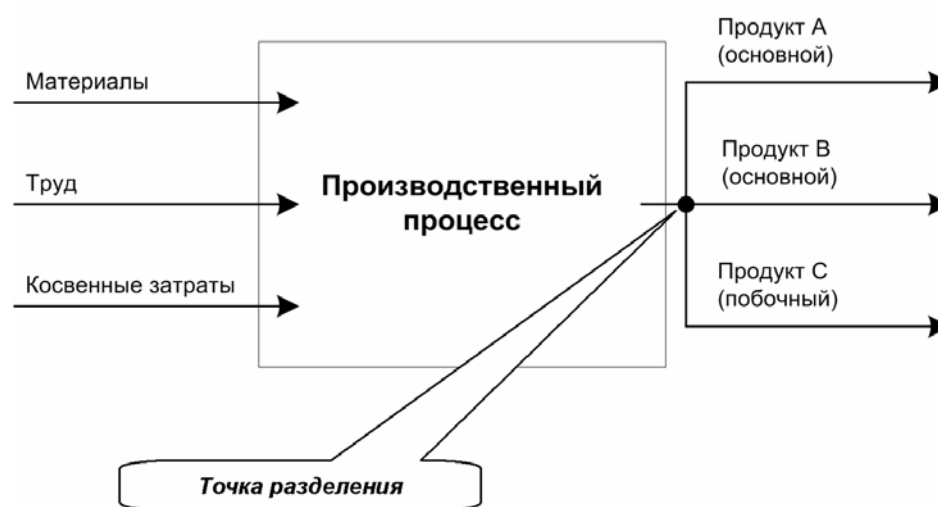 Материалы
Труд
Косвенные затраты
Производственный
процесс
Продукт А
(основной)
Продукт В
(основной)
Продукт С
(побочный)
Точка разделения